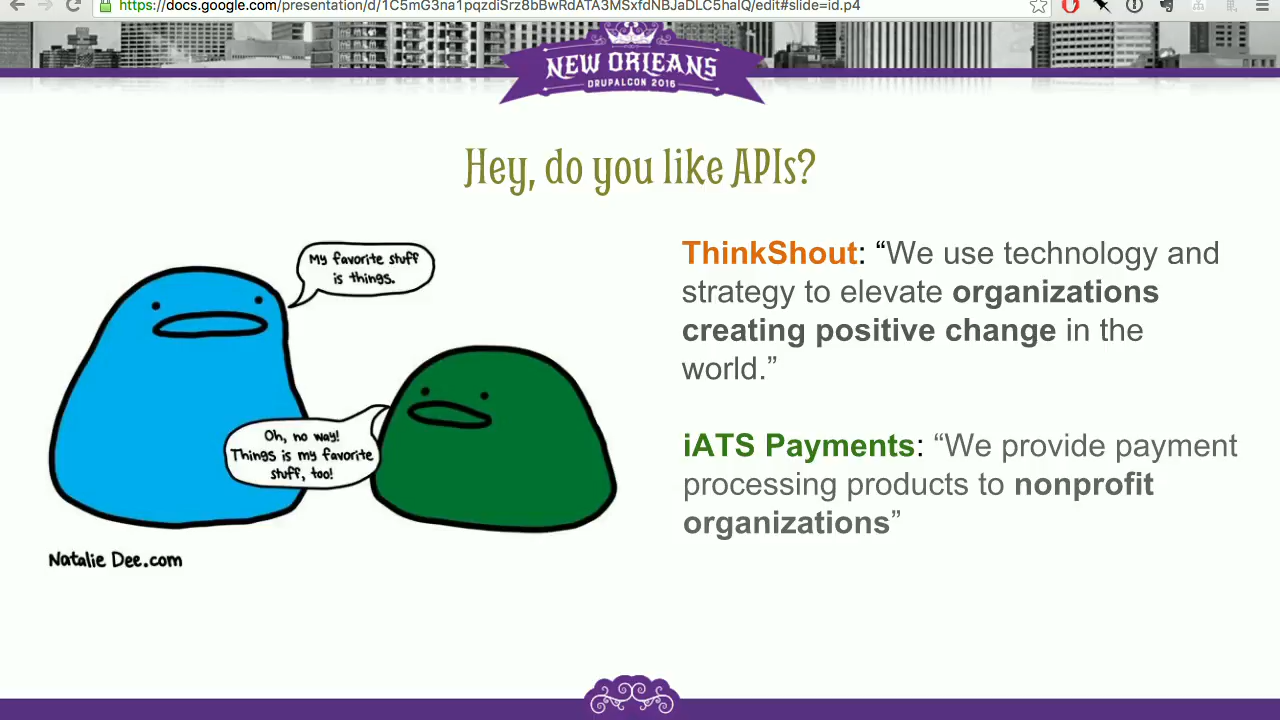 https://docs.google.com/presentation/d/1C5mG3na1pqzdiSrz8bBwRdATA3MSxfdNBJaDLC5halQ/edit#slide=id.p4
NEW ORLEANS
DRUPALCON 2016
Hey, do you like APIs?
My favorite stuff
is things.
Oh, no way!
Things is my favorite
stuff, too!
Natalie Dee.com
ThinkShout: “We use technology and
strategy to elevate organizations
creating positive change in the
world.”
iATS Payments: “We provide payment
processing products to nonprofit
organizations”